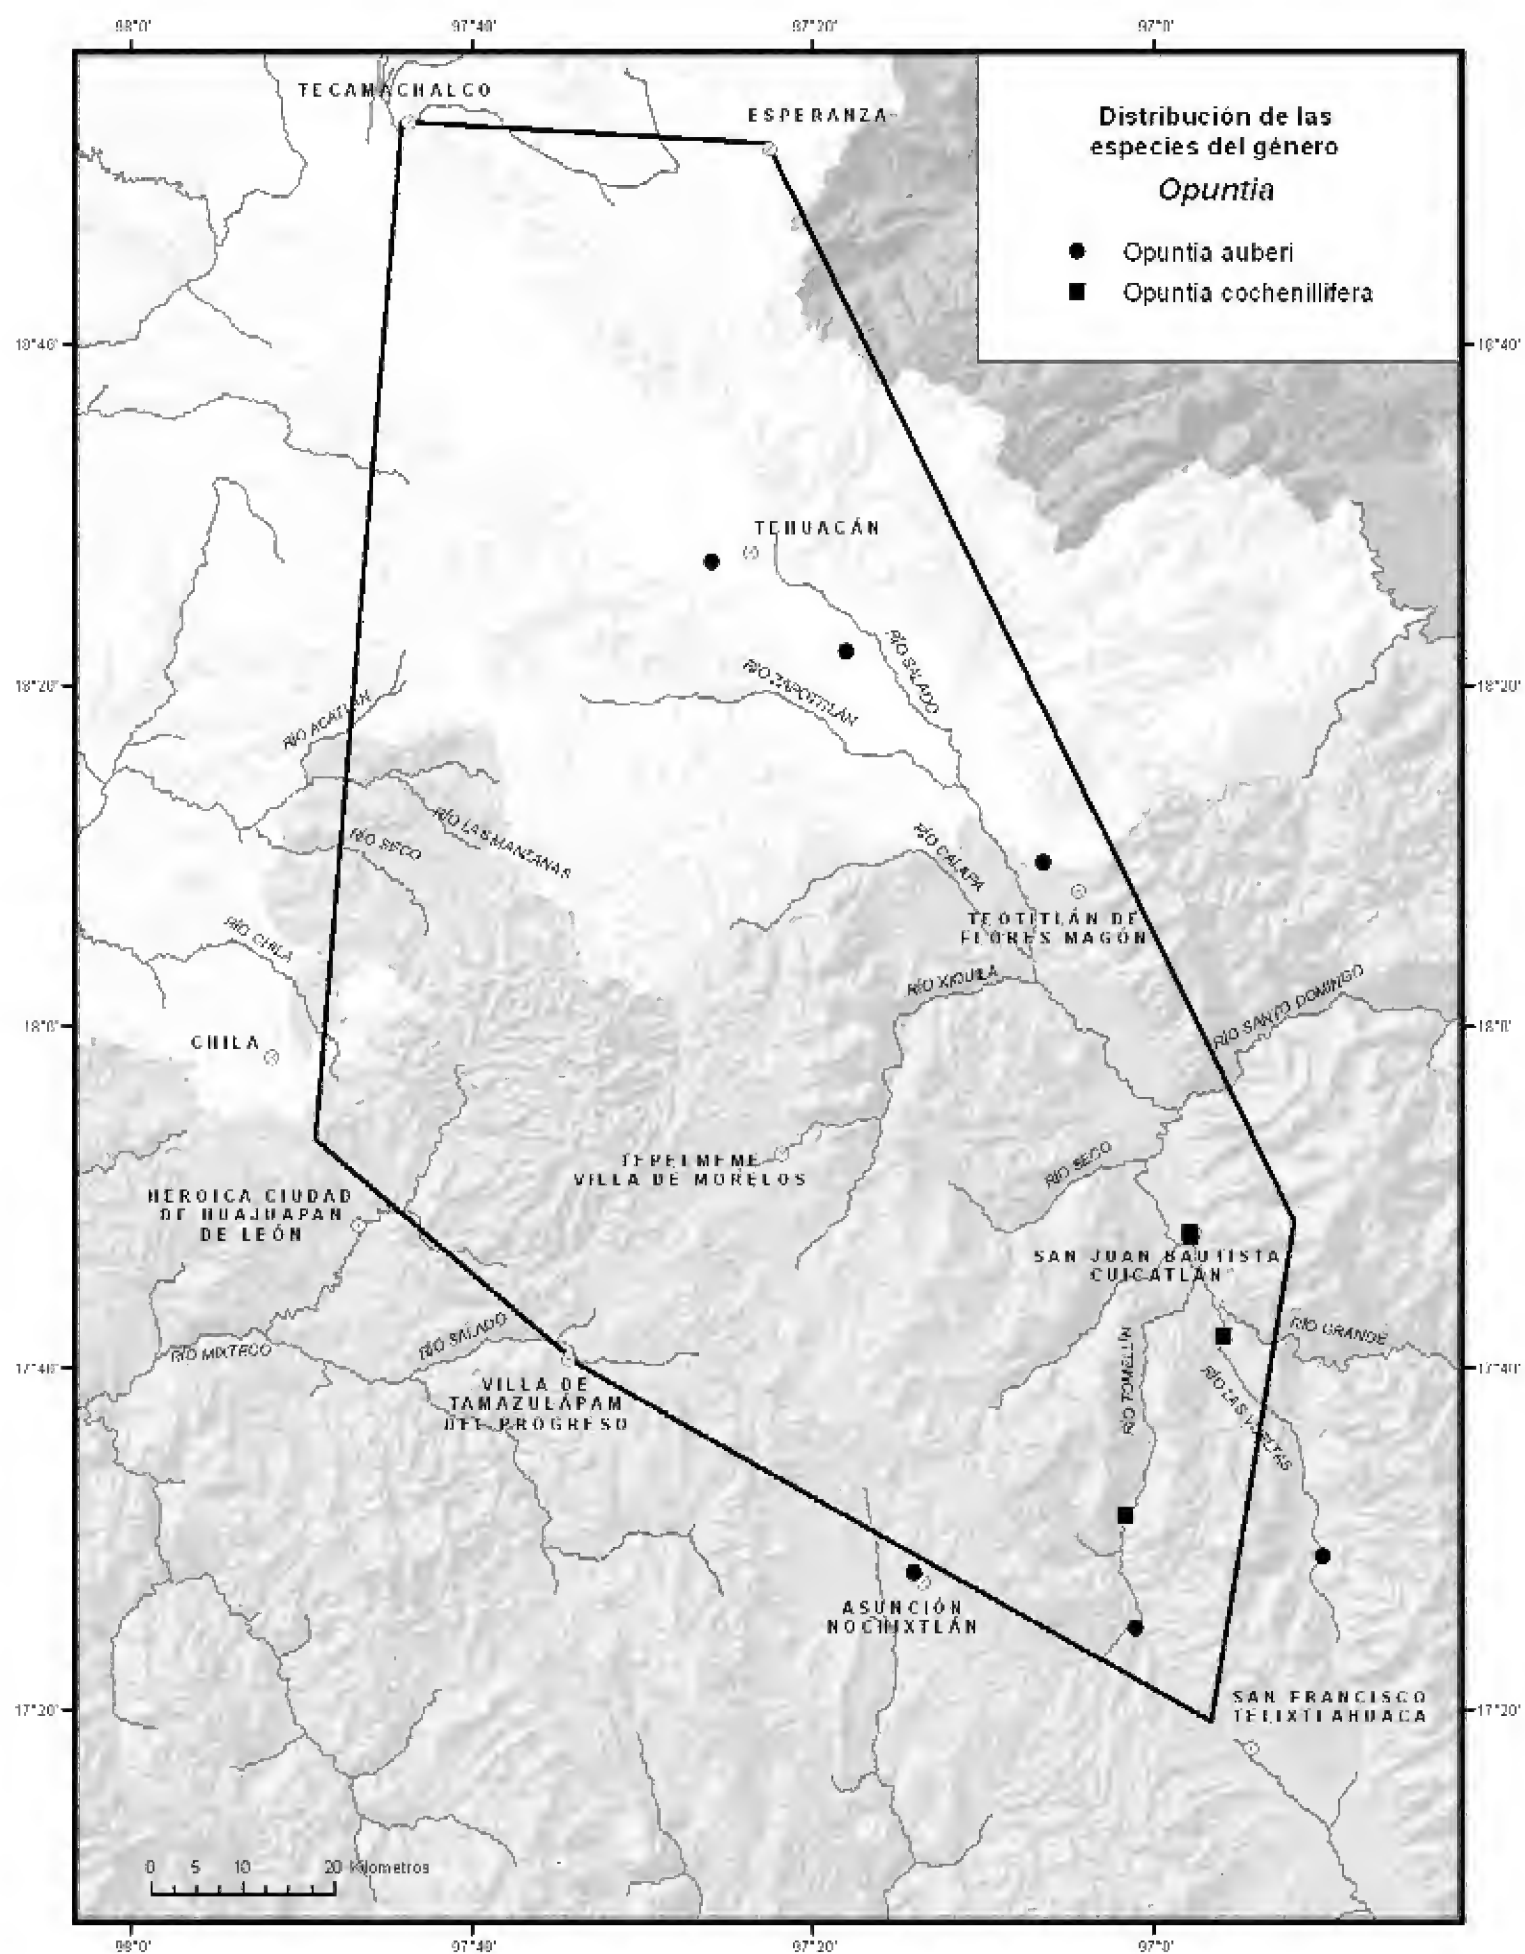 98°0'
97°40'
97°20'
97°0'
TECAMACHALCO
ESPERANZA
Distribución de las
especies del género
Opuntia
Opuntia auberi
Opuntia cochenillifera
18°40'
18°40'
TEHUACÁN
RÍO SALADO
RÍO ZAPOTITLÁN
18°20'
18°20'
RÍO ACATLÁN
RÍO LAS MANZANAS
RÍO SECO
RÍO CALAPA
TEOTITLÁN DE
FLORES MAGÓN
RÍO CHILA
RÍO XIQUILA
RÍO SANTO DOMINGO
18°0'
18°0'
CHILA
TEPELMEME
VILLA DE MORELOS
RÍO SECO
HEROICA CIUDAD
DE HUAJUAPAN
DE LEÓN
SAN JUAN BAUTISTA
CUICATLÁN
RÍO SALADO
RÍO MIXTECO
RÍO GRANDE
RÍO TOMELLÍN
17°40'
17°40'
RÍO LAS VUELTAS
VILLA DE
TAMAZULÁPAM
DEL PROGRESO
ASUNCIÓN
NOCHIXTLÁN
17°20'
17°20'
SAN FRANCISCO
TELIXTLAHUACA
0 5 10 20 Kilometros
98°0'
97°40'
97°20'
97°0'